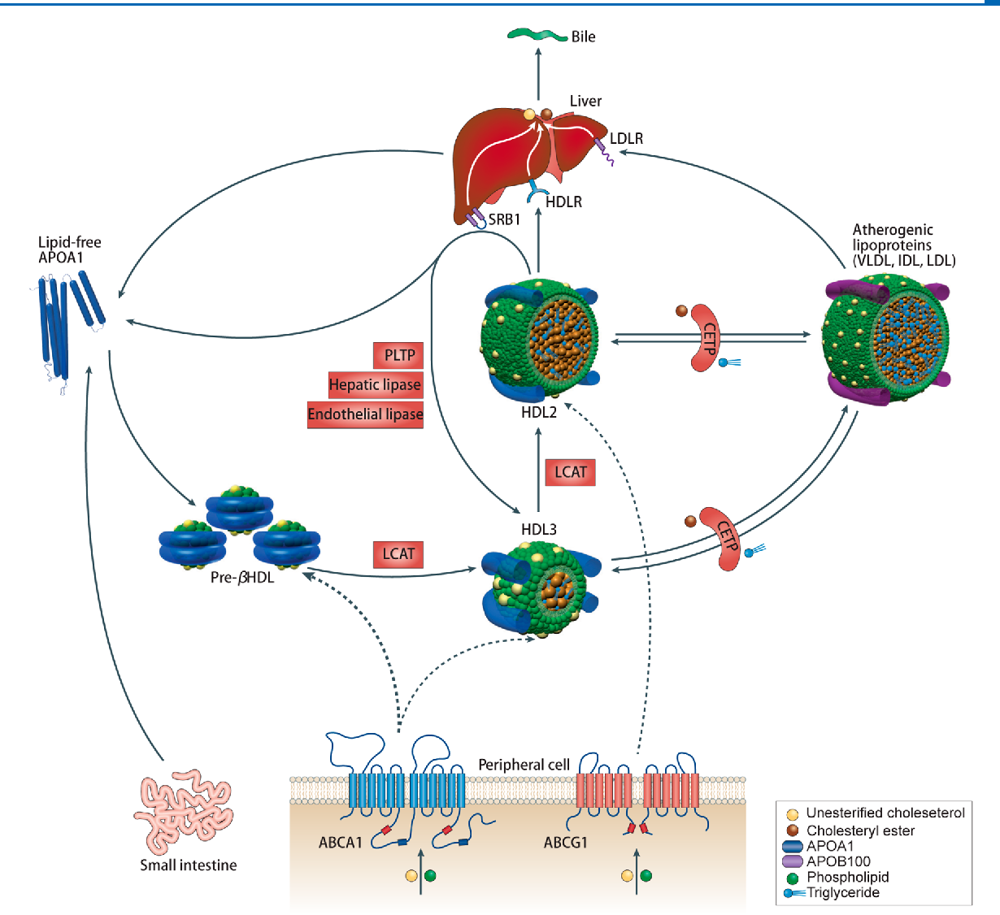 Bile
Liver
LDLR
HDLR
SRB1
Lipid-free
APOA1
Atherogenic
lipoproteins
(VLDL, IDL, LDL)
CETP
PLTP
Hepatic lipase
Endothelial lipase
HDL2
LCAT
HDL3
CETP
LCAT
Pre-βHDL
Peripheral cell
ABCA1
ABCG1
Small intestine
Unesterified choleseterol
Cholesteryl ester
APOA1
APOB100
Phospholipid
Triglyceride